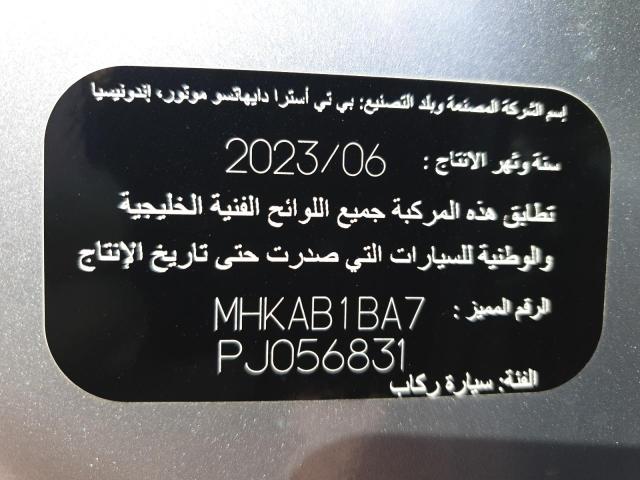 إسم الشركة المصنعة وبلد التصنيع: بي تي أسترا دايهاتسو موتور، إندونيسيا
سنة وشهر الانتاج : 2023/06
تطابق هذه المركبة جميع اللوائح الفنية الخليجية
والوطنية للسيارات التي صدرت حتى تاريخ الإنتاج
الرقم المميز : MHKAB1BA7
PJ056831
الفئة: سيارة ركاب